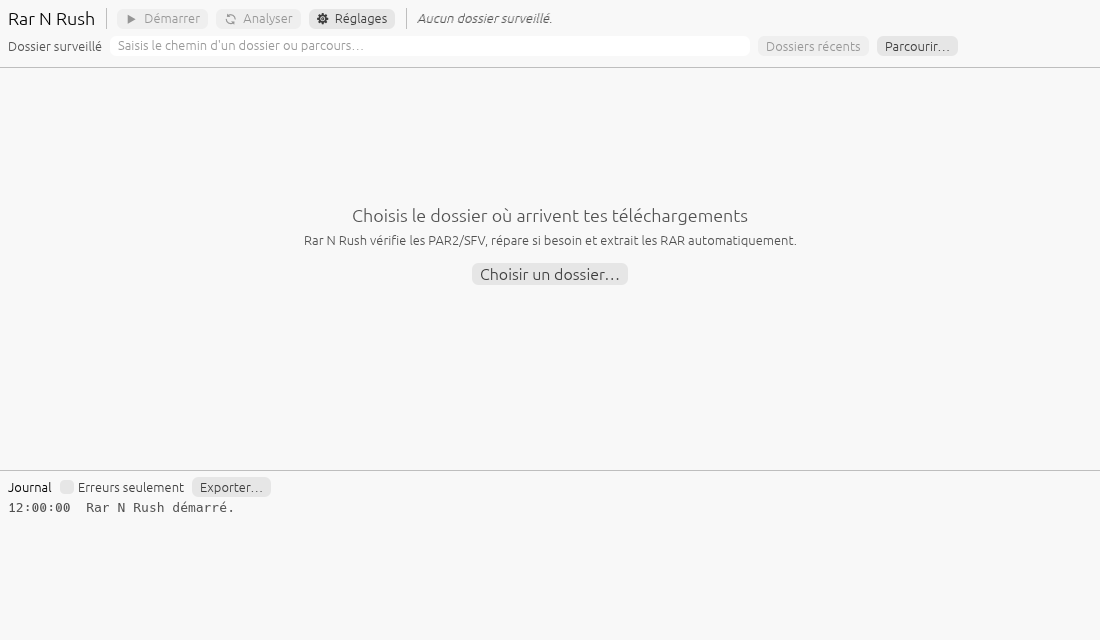 Rar N Rush ▶ Démarrer Analyser Réglages Aucun dossier surveillé.
Dossier surveillé Saisis le chemin d'un dossier ou parcours… Dossiers récents Parcourir…
Choisis le dossier où arrivent tes téléchargements
Rar N Rush vérifie les PAR2/SFV, répare si besoin et extrait les RAR automatiquement.
Choisir un dossier…
Journal Erreurs seulement Exporter…
12:00:00 Rar N Rush démarré.